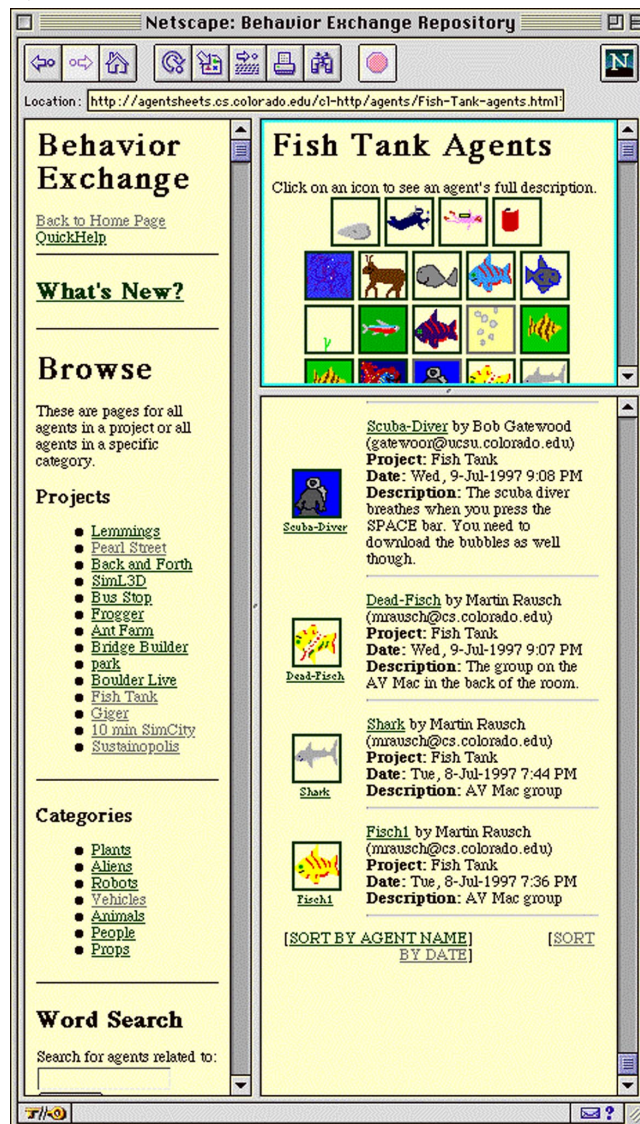 Netscape: Behavior Exchange Repository
N
Location: http://agentsheets.cs.colorado.edu/cl-http/agents/Fish-Tank-agents.html
Behavior
Exchange
Back to Home Page
QuickHelp
What's New?
Browse
These are pages for all
agents in a project or all
agents in a specific
category.
Projects
Lemmings
Pearl Street
Back and Forth
SimL3D
Bus Stop
Frogger
Ant Farm
Bridge Builder
park
Boulder Live
Fish Tank
Giger
10 min SimCity
Sustainopolis
Categories
Plants
Aliens
Robots
Vehicles
Animals
People
Props
Word Search
Search for agents related to:
Fish Tank Agents
Click on an icon to see an agent's full description.
Scuba-Diver
Scuba-Diver by Bob Gatewood
(gatewoor@ucsu.colorado.edu)
Project: Fish Tank
Date: Wed, 9-Jul-1997 9:08 PM
Description: The scuba diver
breathes when you press the
SPACE bar. You need to
download the bubbles as well
though.
Dead-Fisch
Dead-Fisch by Martin Rausch
(mrausch@cs.colorado.edu)
Project: Fish Tank
Date: Wed, 9-Jul-1997 9:07 PM
Description: The group on the
AV Mac in the back of the room.
Shark
Shark by Martin Rausch
(mrausch@cs.colorado.edu)
Project: Fish Tank
Date: Tue, 8-Jul-1997 7:44 PM
Description: AV Mac group
Fisch1
Fisch1 by Martin Rausch
(mrausch@cs.colorado.edu)
Project: Fish Tank
Date: Tue, 8-Jul-1997 7:36 PM
Description: AV Mac group
[SORT BY AGENT NAME] [SORT
BY DATE]
?